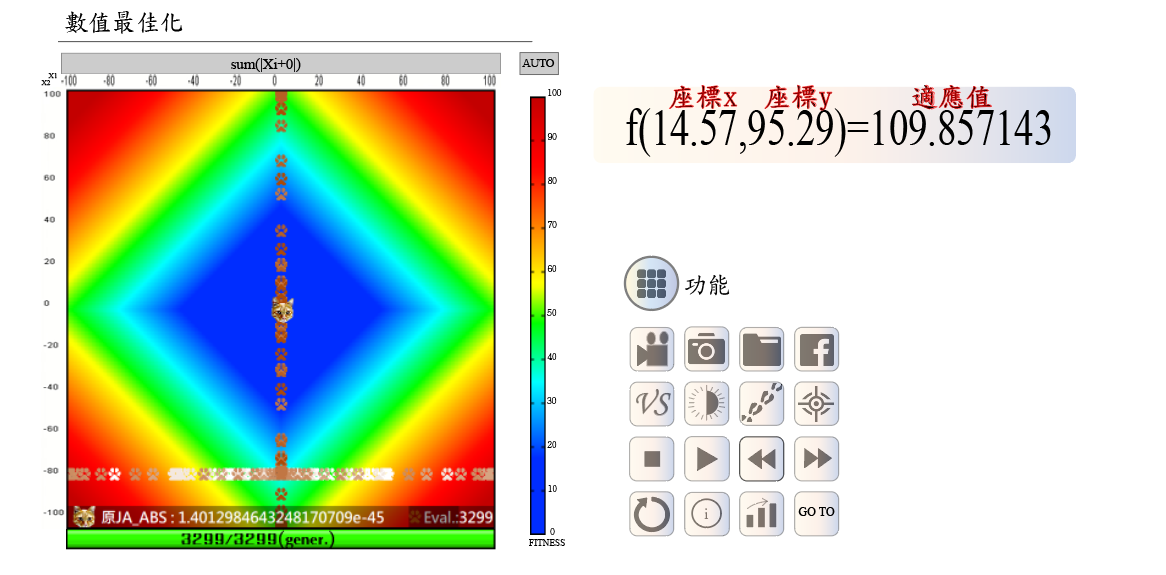 數值最佳化
sum(|Xi+0|)
AUTO
X1
X2
-100 -80 -60 -40 -20 0 20 40 60 80 100
100
80
60
40
20
0
-20
-40
-60
-80
-100
100
90
80
70
60
50
40
30
20
10
0
FITNESS
原JA_ABS : 1.4012984643248170709e-45 Eval.:3299
3299/3299(gener.)
座標x 座標y 適應值
f(14.57,95.29)=109.857143
功能
f
VS
i
GO TO